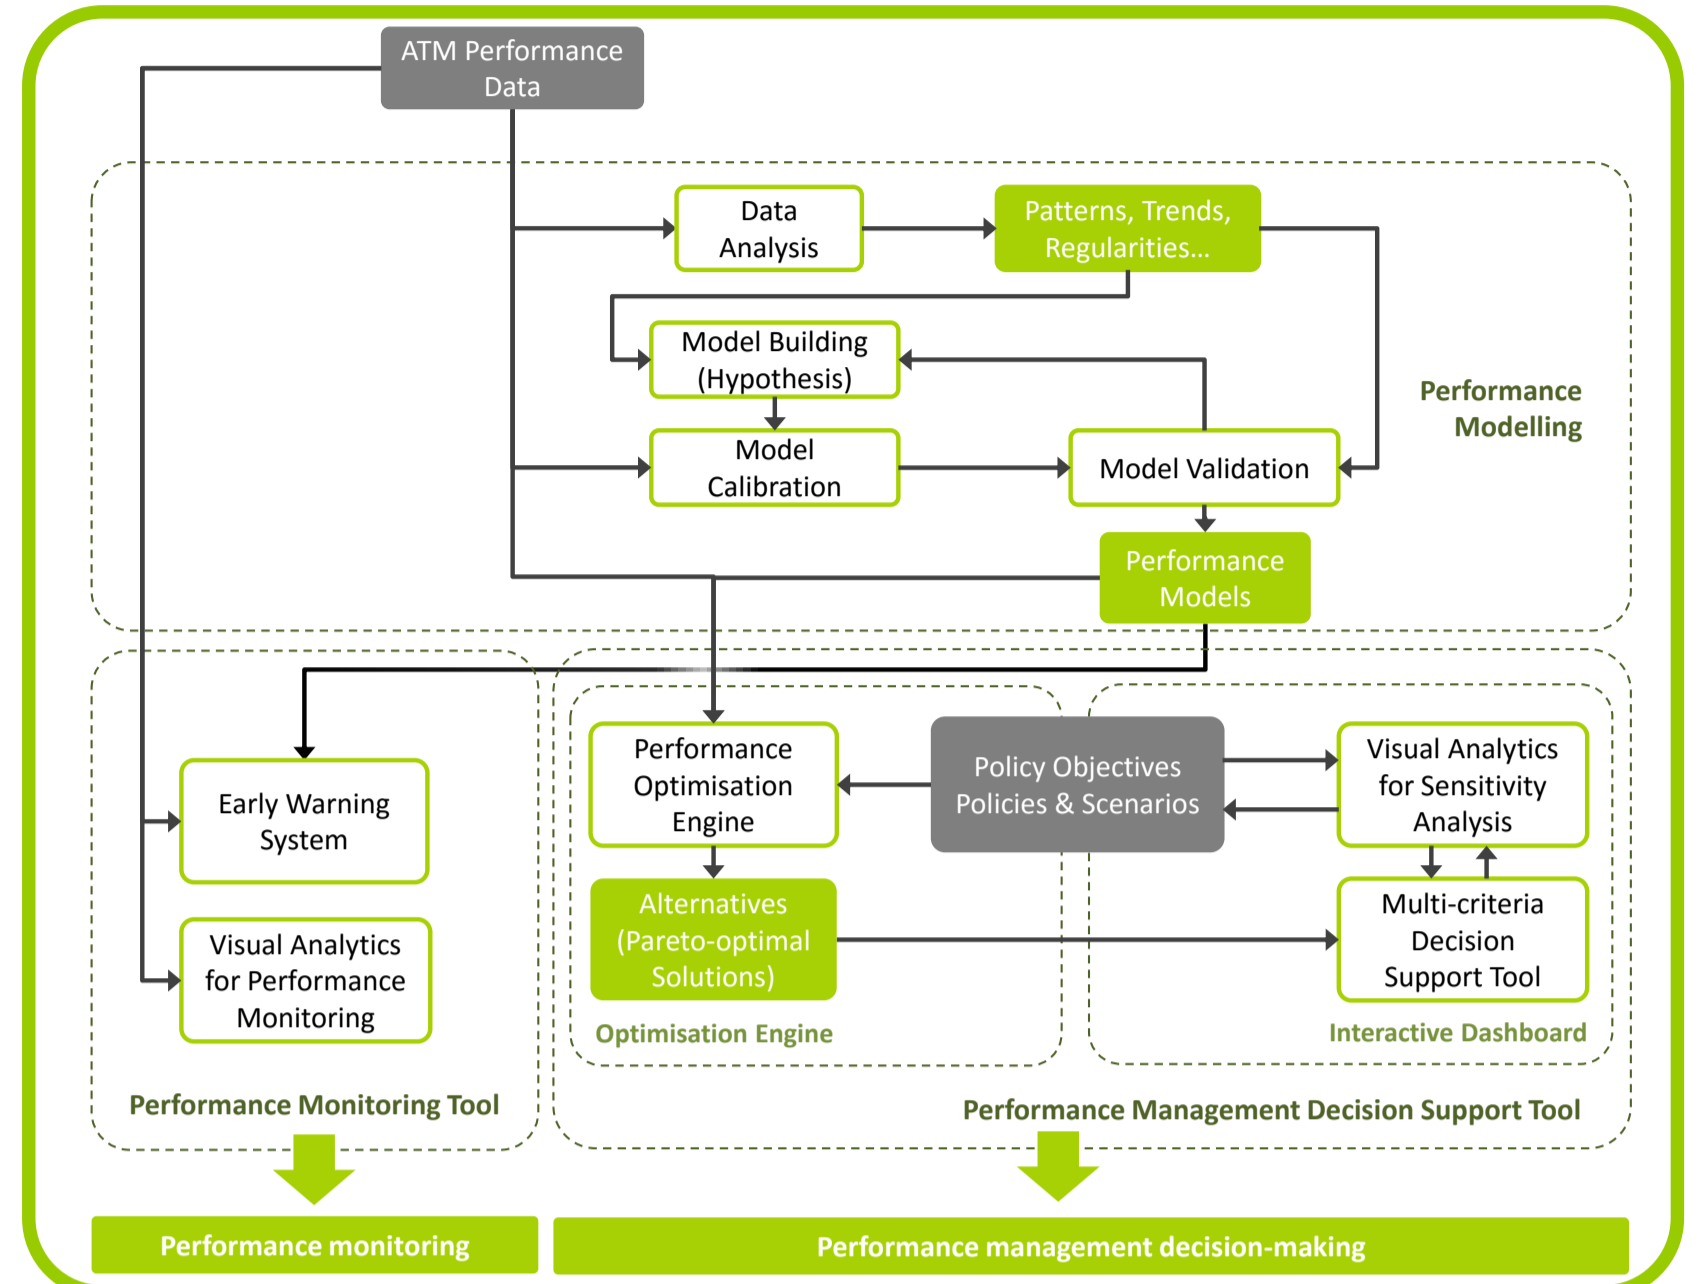 ATM Performance
Data
Data
Analysis
Patterns, Trends,
Regularities...
Model Building
(Hypothesis)
Performance
Modelling
Model
Calibration
Model Validation
Performance
Models
Early Warning
System
Visual Analytics
for Performance
Monitoring
Performance Monitoring Tool
Performance
Optimisation
Engine
Policy Objectives
Policies & Scenarios
Visual Analytics
for Sensitivity
Analysis
Alternatives
(Pareto-optimal
Solutions)
Multi-criteria
Decision
Support Tool
Optimisation Engine
Interactive Dashboard
Performance Management Decision Support Tool
Performance monitoring
Performance management decision-making